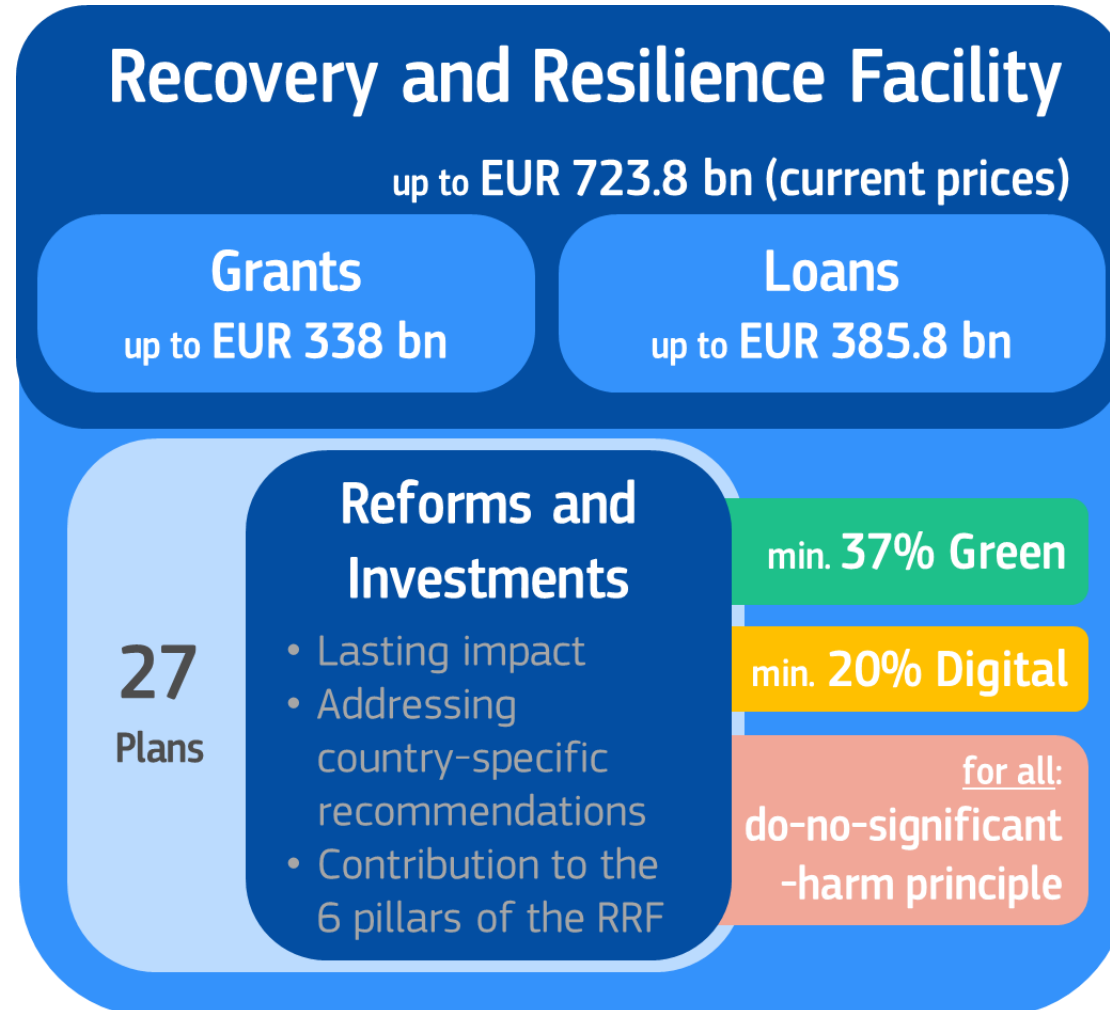 Recovery and Resilience Facility
up to EUR 723.8 bn (current prices)
Grants
up to EUR 338 bn
Loans
up to EUR 385.8 bn
27
Plans
Reforms and
Investments
• Lasting impact
• Addressing
country-specific
recommendations
• Contribution to the
6 pillars of the RRF
min. 37% Green
min. 20% Digital
for all:
do-no-significant
-harm principle